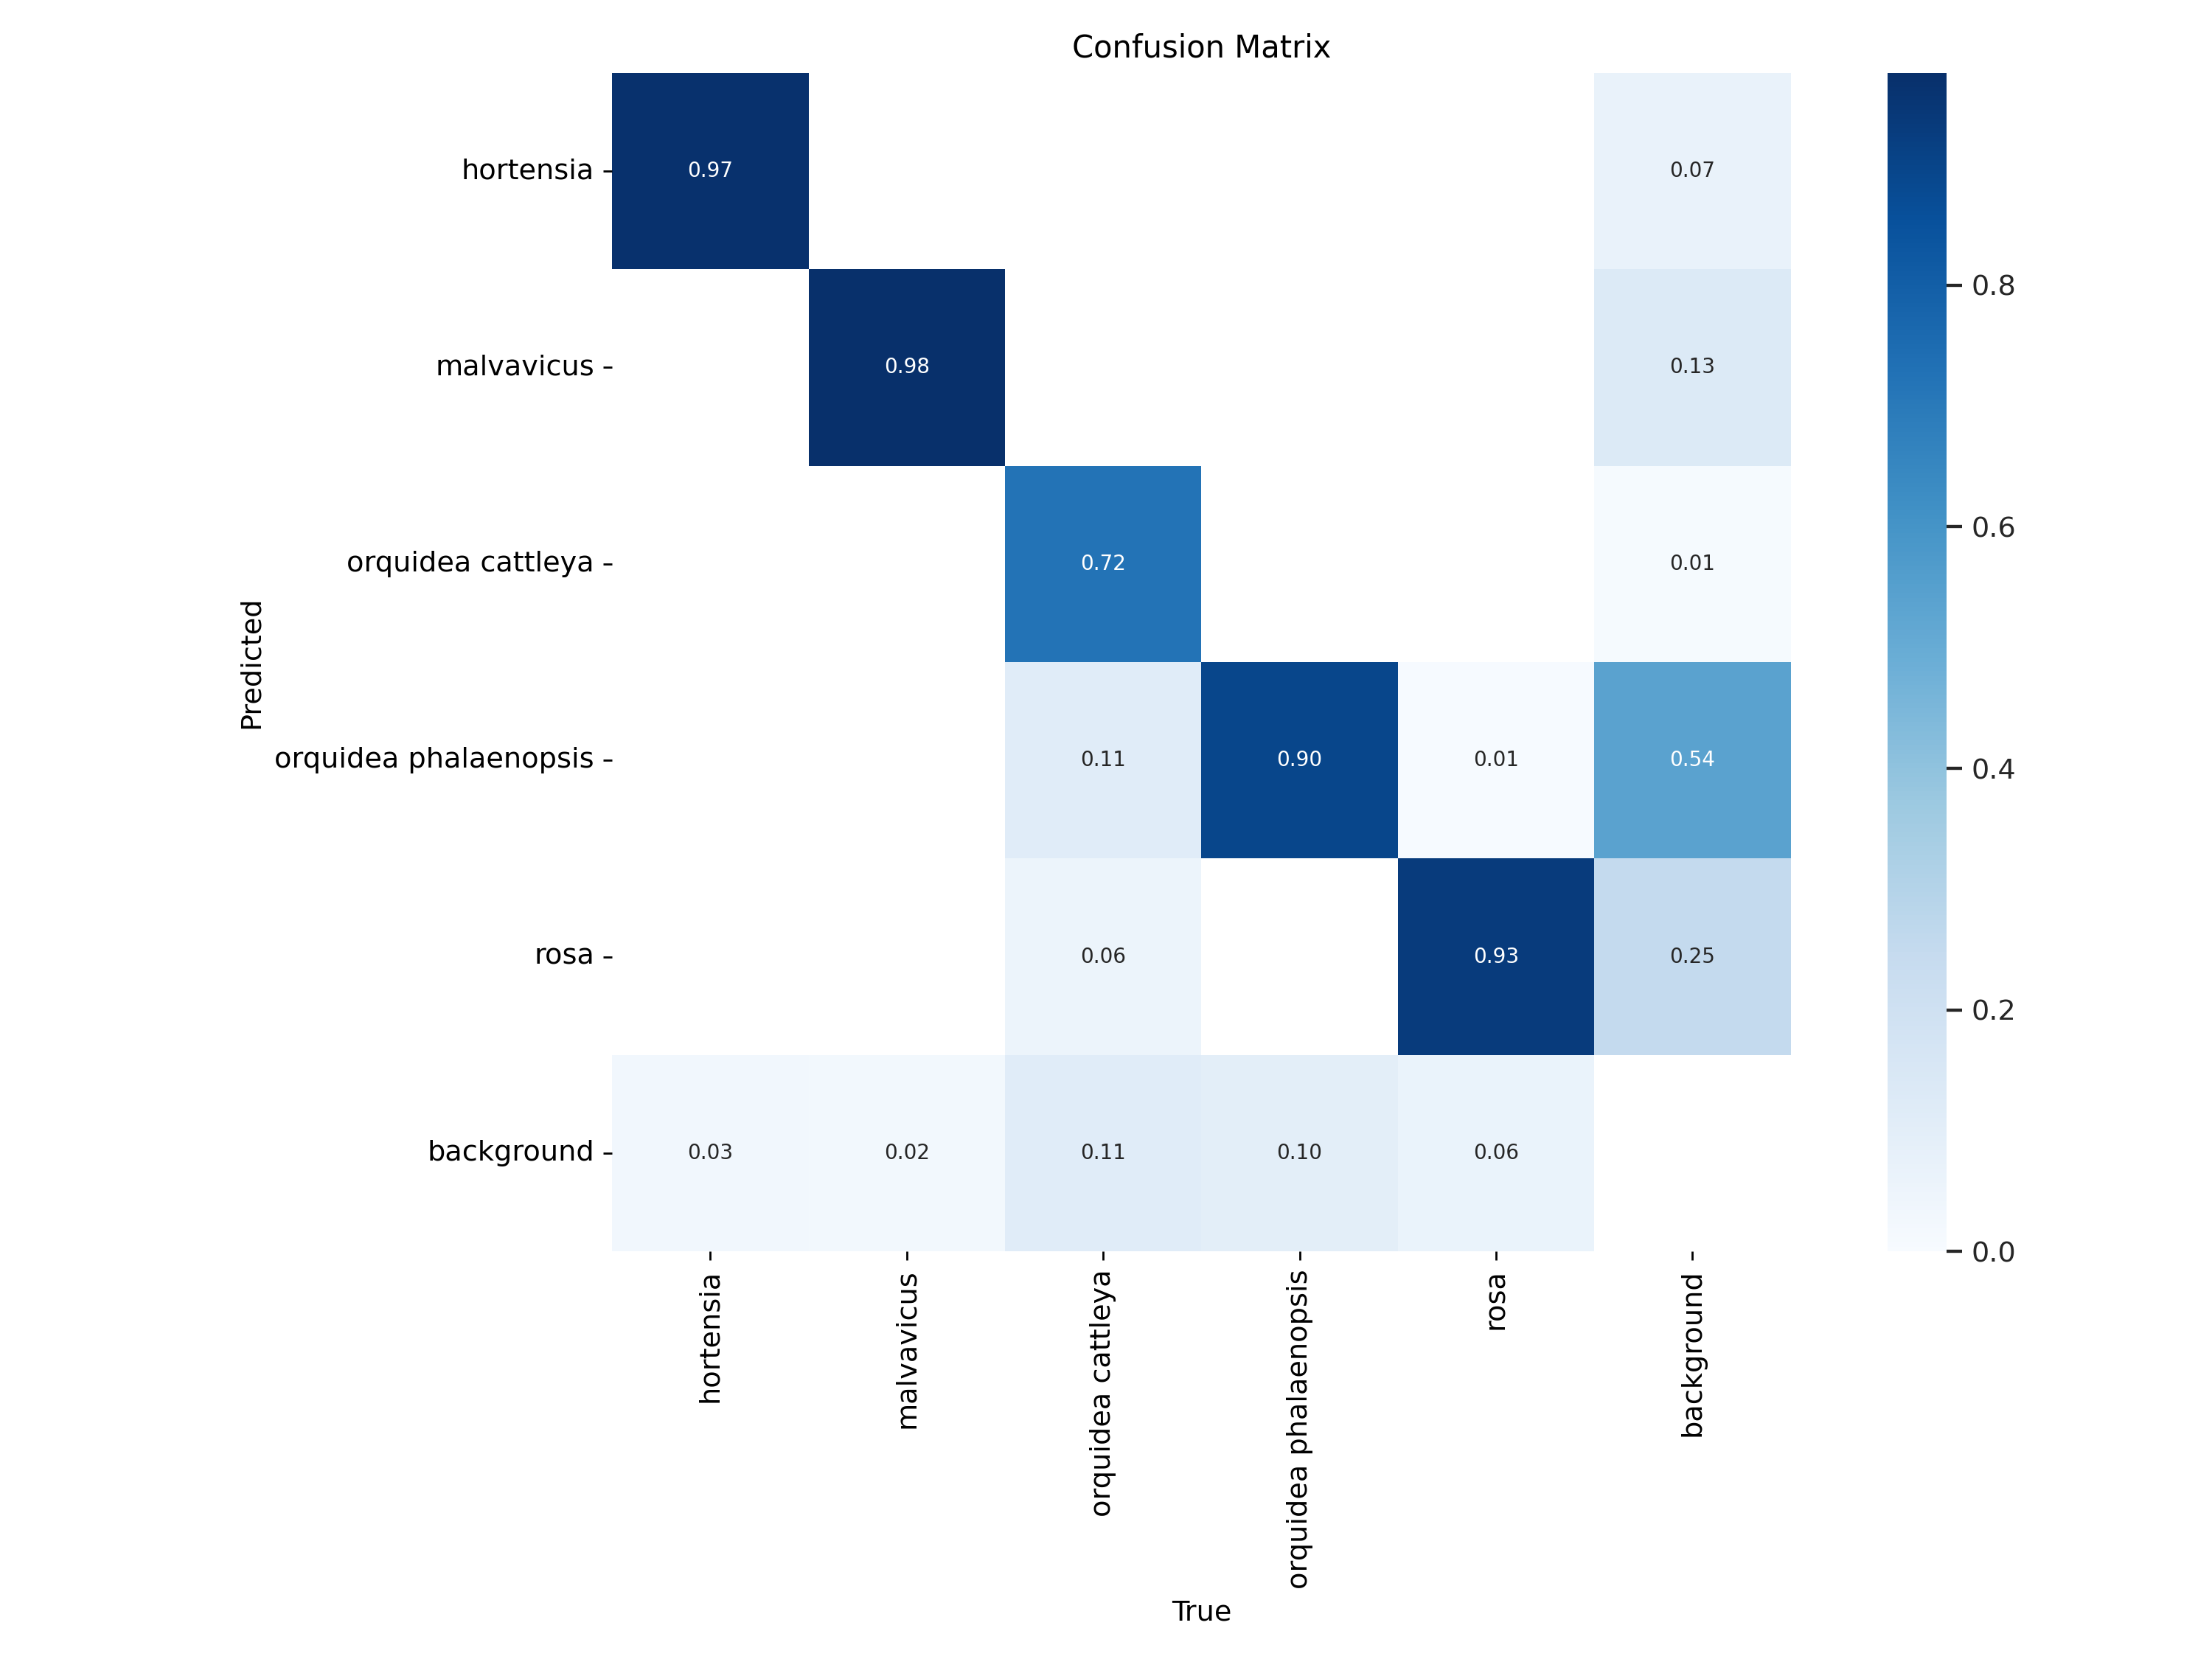 Confusion Matrix
hortensia
0.97
0.07
malvavicus
0.98
0.13
0.8
orquidea cattleya
0.72
0.01
0.6
Predicted
orquidea phalaenopsis
0.11
0.90
0.01
0.54
0.4
rosa
0.06
0.93
0.25
0.2
background
0.03
0.02
0.11
0.10
0.06
0.0
hortensia
malvavicus
orquidea cattleya
orquidea phalaenopsis
rosa
background
True